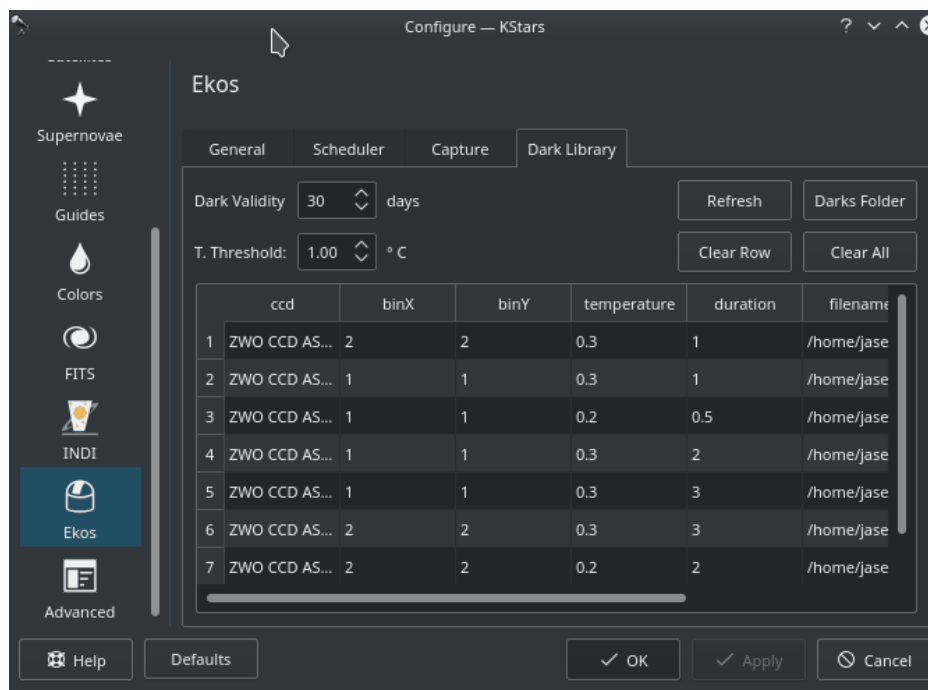 Configure — KStars
?
Supernovae
Guides
Colors
FITS
INDI
Ekos
Advanced
Ekos
General Scheduler Capture Dark Library
Dark Validity 30 days Refresh Darks Folder
T. Threshold: 1.00 ° C Clear Row Clear All
ccd binX binY temperature duration filename
1 ZWO CCD AS... 2 2 0.3 1 /home/jase
2 ZWO CCD AS... 1 1 0.3 1 /home/jase
3 ZWO CCD AS... 1 1 0.2 0.5 /home/jase
4 ZWO CCD AS... 1 1 0.3 2 /home/jase
5 ZWO CCD AS... 1 1 0.3 3 /home/jase
6 ZWO CCD AS... 2 2 0.3 3 /home/jase
7 ZWO CCD AS... 2 2 0.2 2 /home/jase
Help Defaults OK Apply Cancel